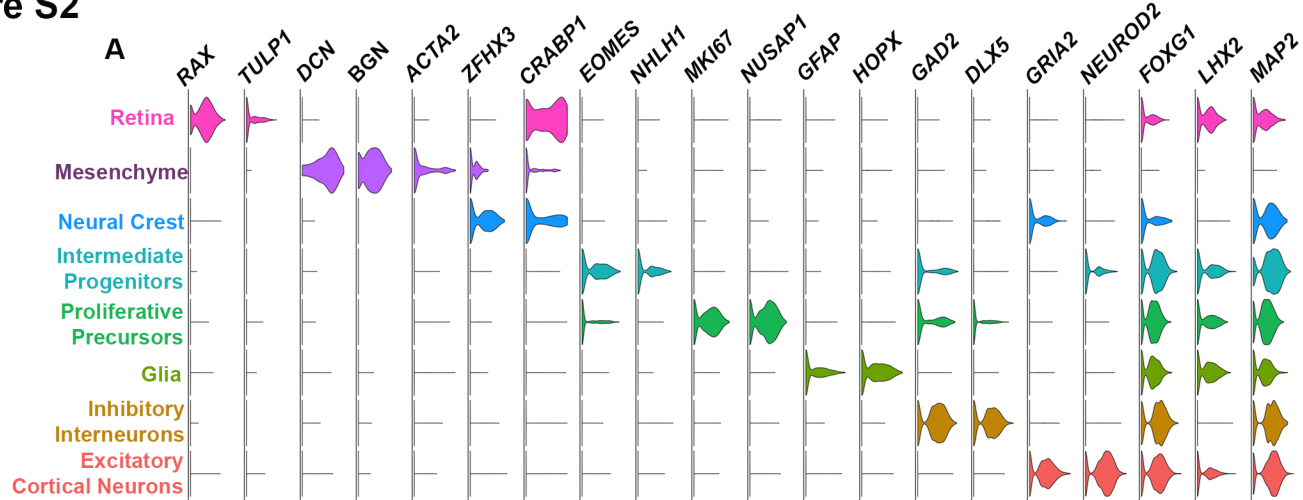 re S2
A
RAX TULP1 DCN BGN ACTA2 ZFHX3 CRABP1 EOMES NHLH1 MKI67 NUSAP1 GFAP HOPX GAD2 DLX5 GRIA2 NEUROD2 FOXG1 LHX2 MAP2
Retina
Mesenchyme
Neural Crest
Intermediate
Progenitors
Proliferative
Precursors
Glia
Inhibitory
Interneurons
Excitatory
Cortical Neurons